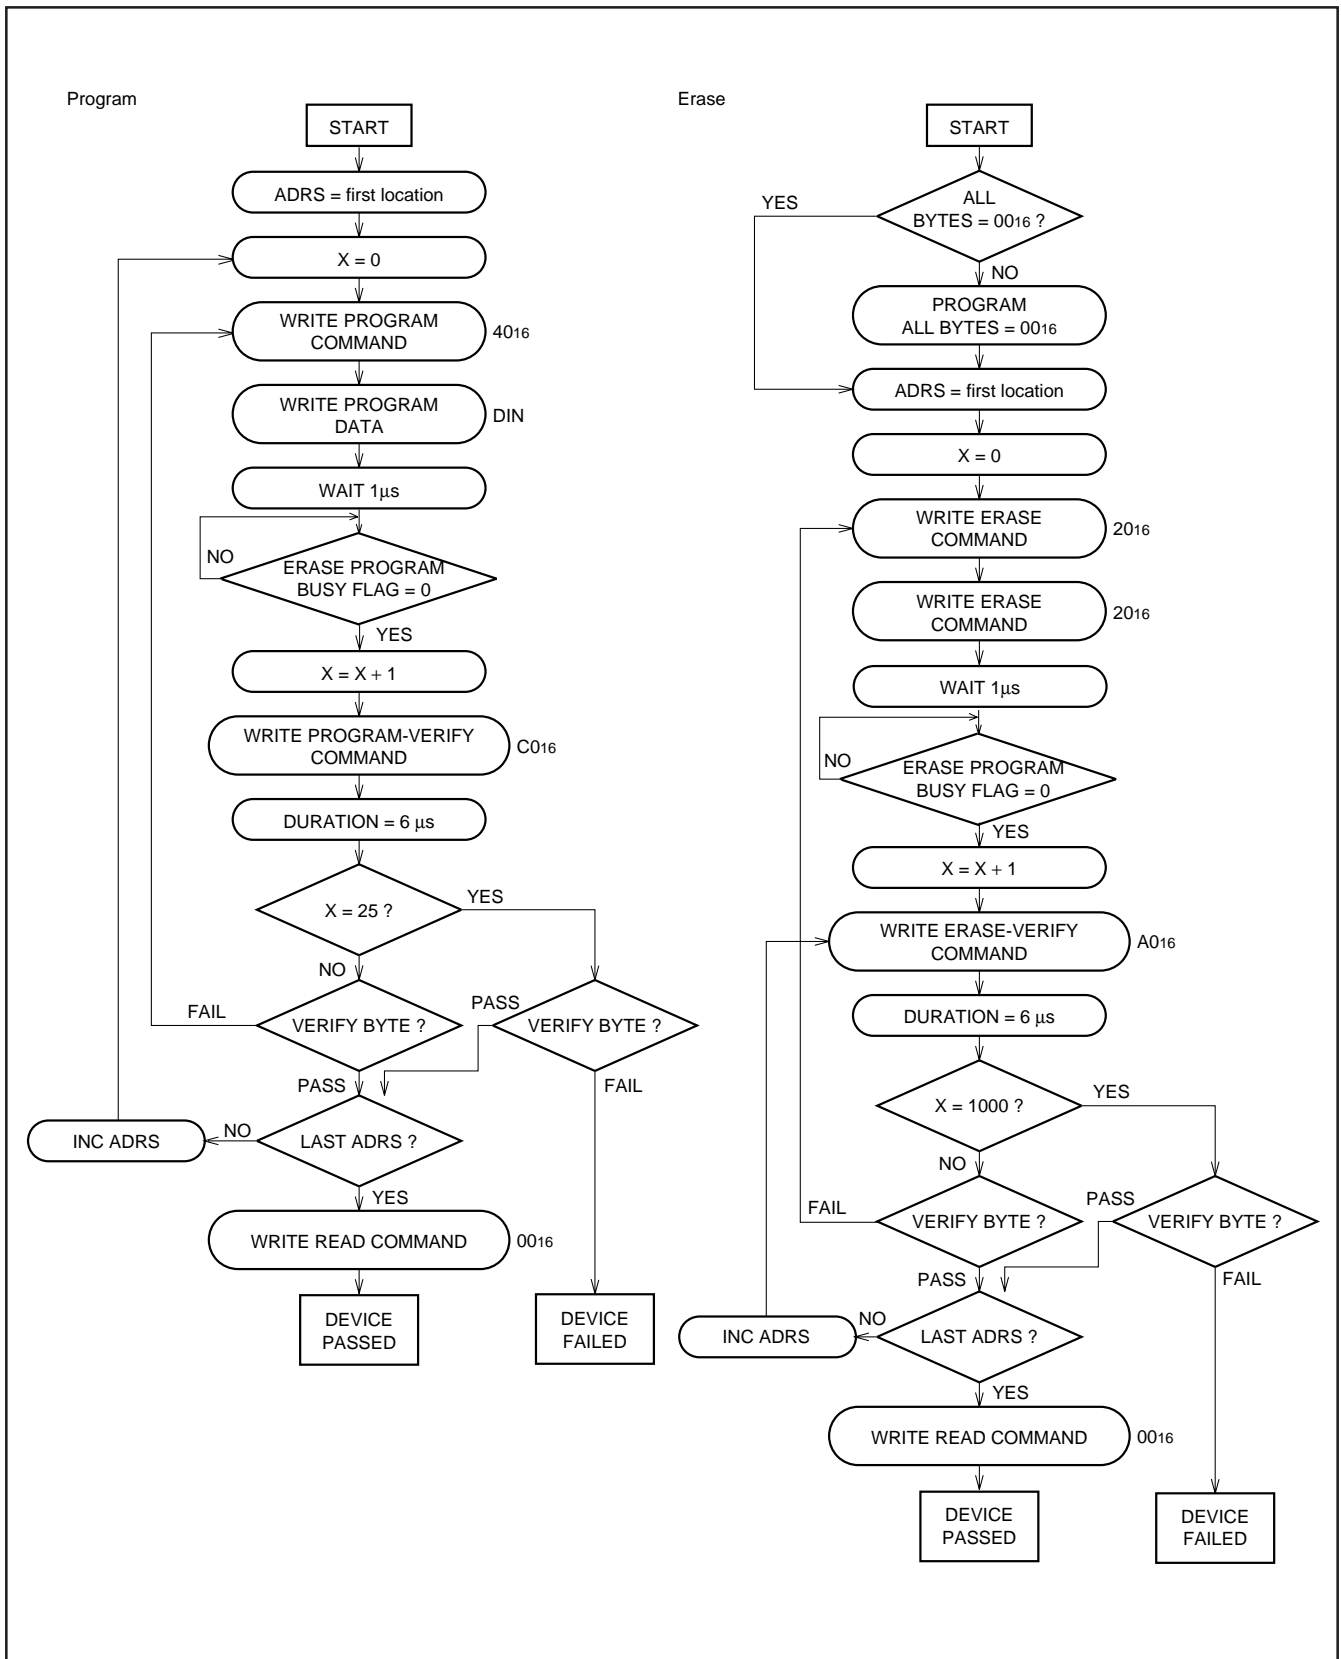 Program
START
ADRS = first location
X = 0
WRITE PROGRAM
COMMAND
4016
WRITE PROGRAM
DATA
DIN
WAIT 1µs
NO
ERASE PROGRAM
BUSY FLAG = 0
YES
X = X + 1
WRITE PROGRAM-VERIFY
COMMAND
C016
DURATION = 6 µs
X = 25 ?
YES
NO
FAIL
VERIFY BYTE ?
PASS
VERIFY BYTE ?
PASS
FAIL
INC ADRS
NO
LAST ADRS ?
YES
WRITE READ COMMAND
0016
DEVICE
PASSED
DEVICE
FAILED
Erase
START
YES
ALL
BYTES = 0016 ?
NO
PROGRAM
ALL BYTES = 0016
ADRS = first location
X = 0
WRITE ERASE
COMMAND
2016
WRITE ERASE
COMMAND
2016
WAIT 1µs
NO
ERASE PROGRAM
BUSY FLAG = 0
YES
X = X + 1
WRITE ERASE-VERIFY
COMMAND
A016
DURATION = 6 µs
X = 1000 ?
YES
NO
FAIL
VERIFY BYTE ?
PASS
VERIFY BYTE ?
PASS
FAIL
INC ADRS
NO
LAST ADRS ?
YES
WRITE READ COMMAND
0016
DEVICE
PASSED
DEVICE
FAILED